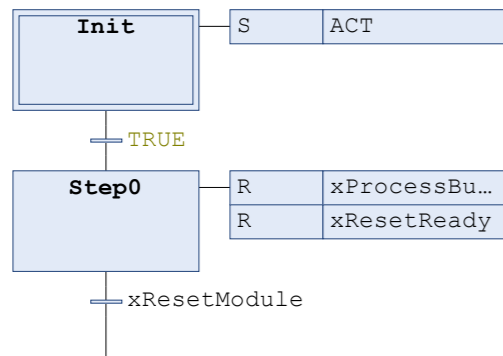 Init S ACT
TRUE
Step0 R xProcessBu…
R xResetReady
xResetModule